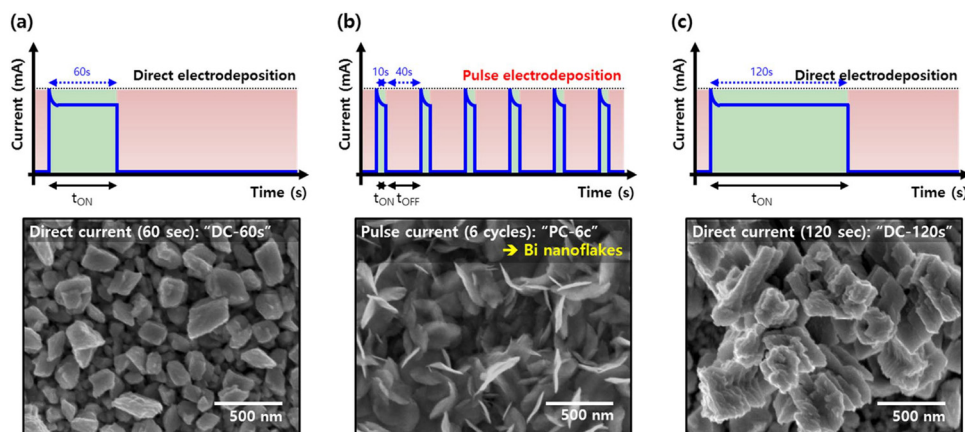 (a)
Current (mA)
60s
Direct electrodeposition
Time (s)
tON
Direct current (60 sec): "DC-60s"
500 nm
(b)
Current (mA)
10s 40s
Pulse electrodeposition
Time (s)
tON tOFF
Pulse current (6 cycles): "PC-6c"
➔ Bi nanoflakes
500 nm
(c)
Current (mA)
120s
Direct electrodeposition
Time (s)
tON
Direct current (120 sec): "DC-120s"
500 nm